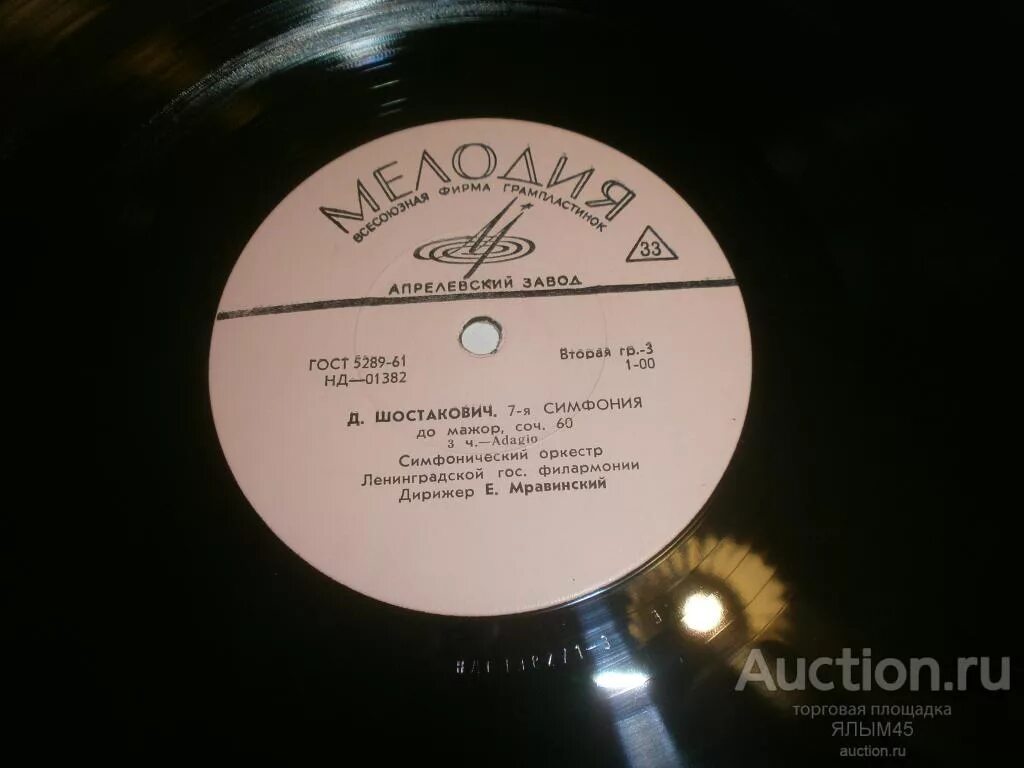 МЕЛОДИЯ
ВСЕСОЮЗНАЯ ФИРМА ГРАМПЛАСТИНОК
33
АПРЕЛЕВСКИЙ ЗАВОД
ГОСТ 5289-61
НД—01382
Вторая гр.-3
1-00
Д. ШОСТАКОВИЧ. 7-я СИМФОНИЯ
до мажор, соч. 60
3 ч.—Adagio
Симфонический оркестр
Ленинградской гос. филармонии
Дирижер Е. Мравинский
Auction.ru
торговая площадка
ЯЛЫМ45
auction.ru